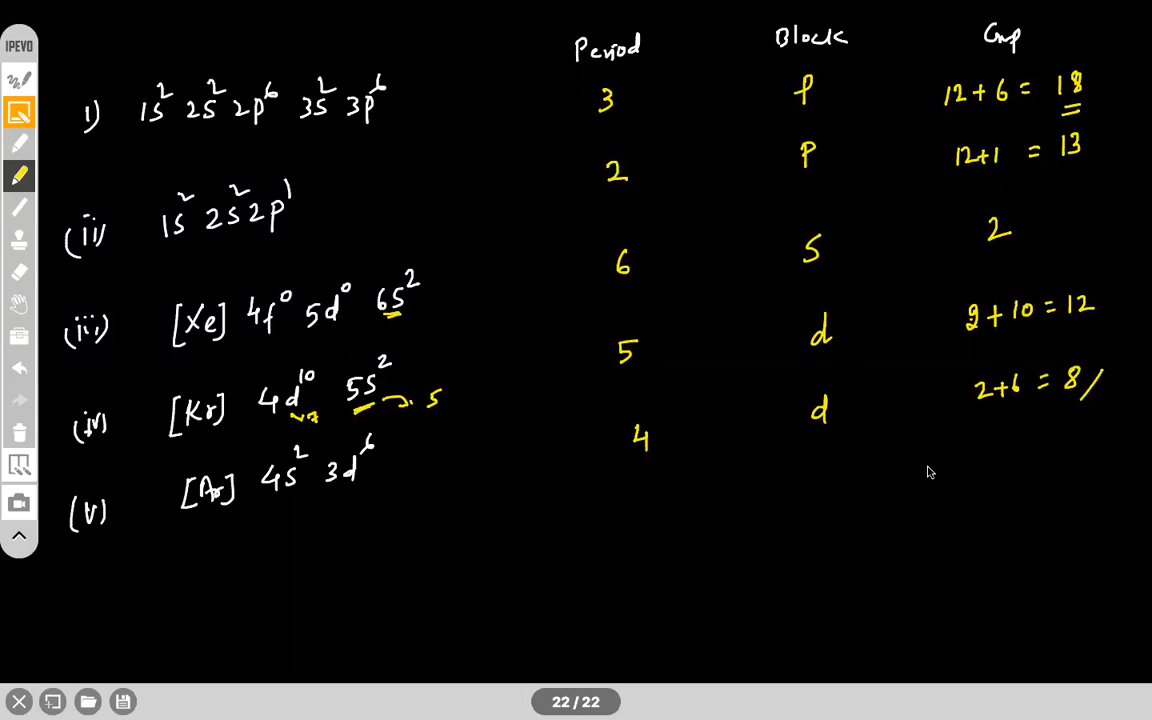 IPEVO
Period Block Grp
i) 1s² 2s² 2p⁶ 3s² 3p⁶ 3 P 12 + 6 = 18
(ii) 1s² 2s² 2p¹ 2 P 12+1 = 13
(iii) [Xe] 4f⁰ 5d⁰ 6s² 6 S 2
(iv) [Kr] 4d¹⁰ 5s² → 5 5 d 2 + 10 = 12
(v) [Ar] 4s² 3d⁶ 4 d 2+6 = 8/
22 / 22